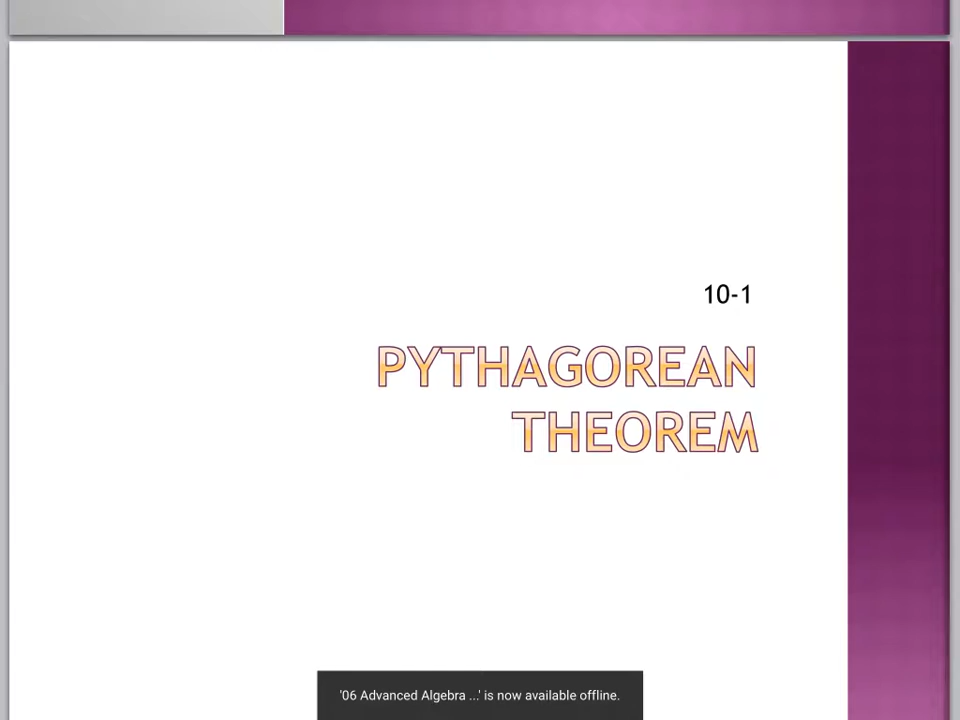 10-1
PYTHAGOREAN
THEOREM
'06 Advanced Algebra ...' is now available offline.